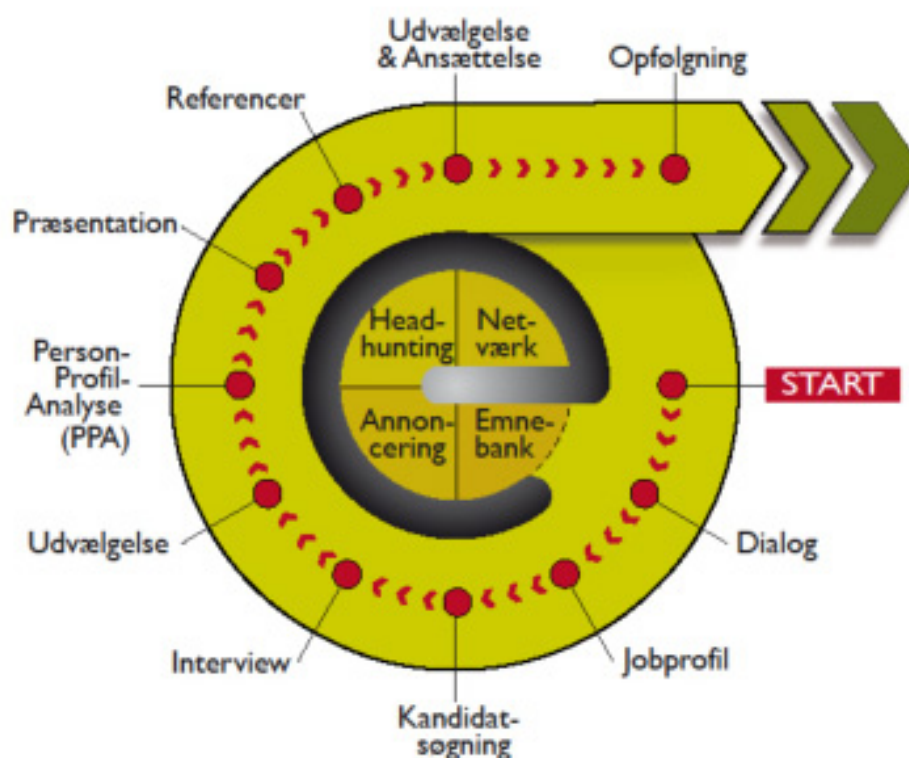 Udvælgelse
& Ansættelse
Opfølgning
Referencer
Præsentation
Person-
Profil-
Analyse
(PPA)
Udvælgelse
Interview
Kandidat-
søgning
Jobprofil
Dialog
START
Head-
hunting
Net-
værk
Annon-
cering
Emne-
bank